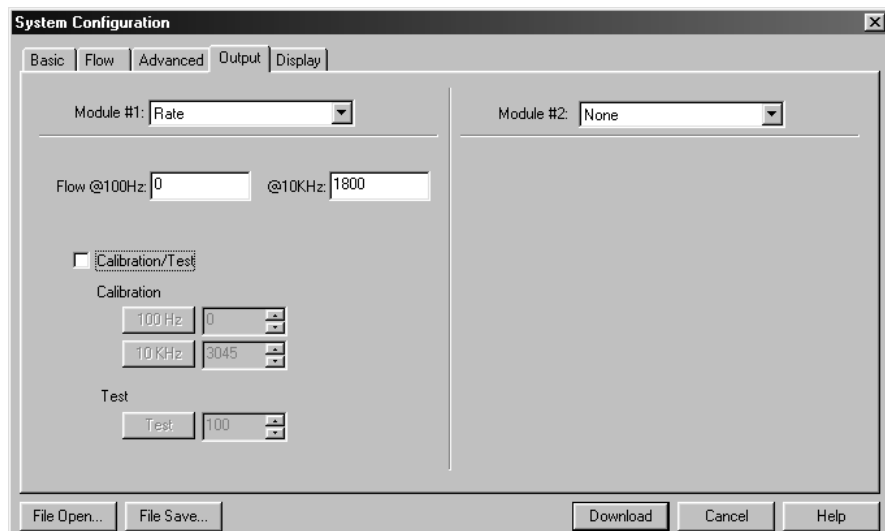 System Configuration
Basic Flow Advanced Output Display
Module #1: Rate
Module #2: None
Flow @100Hz: 0 @10KHz: 1800
Calibration/Test
Calibration
100 Hz 0
10 KHz 3045
Test
Test 100
File Open... File Save... Download Cancel Help